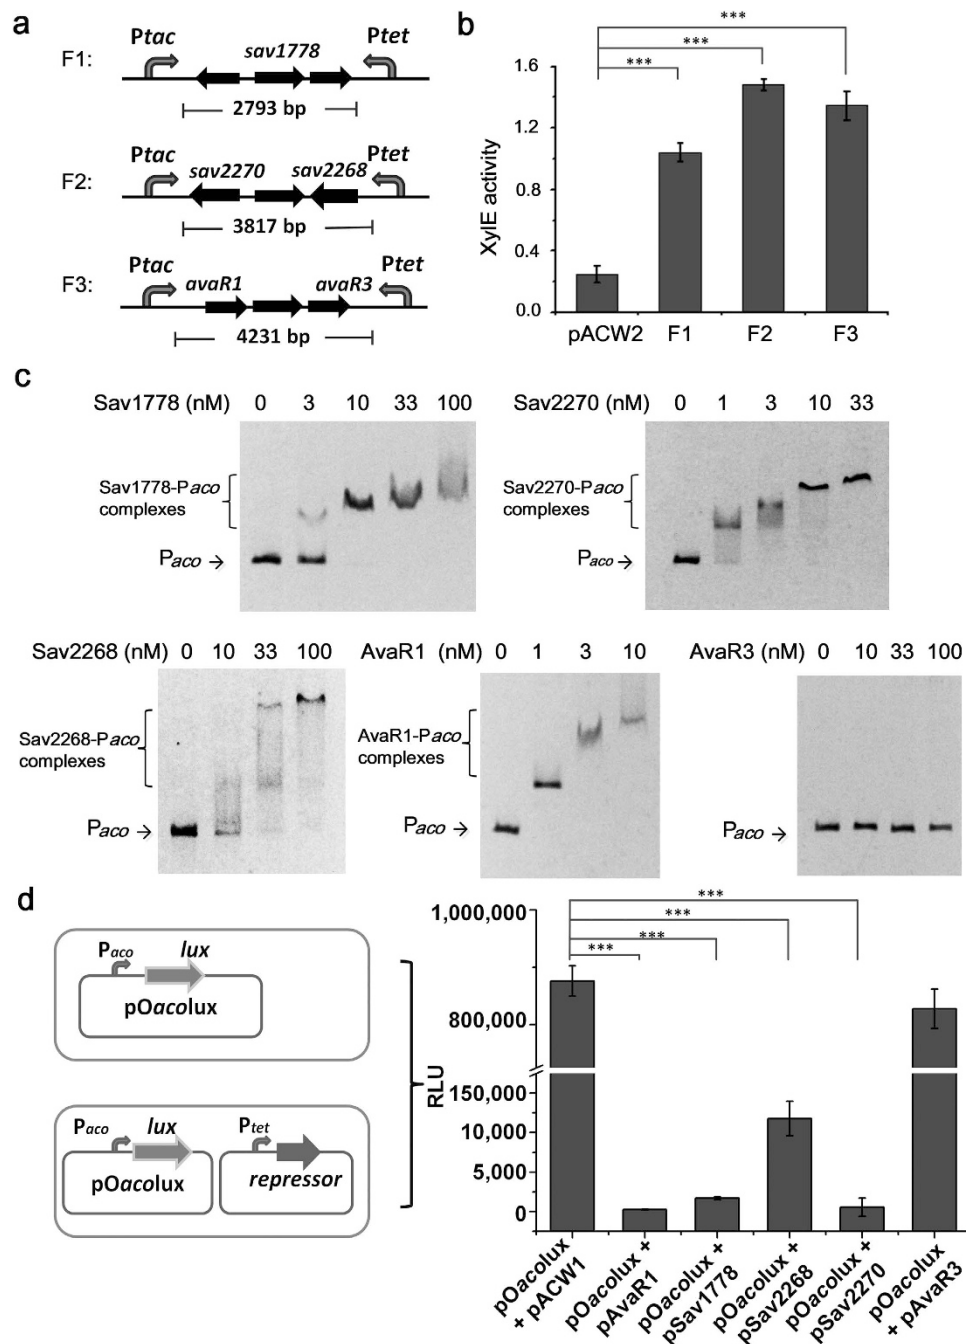 a
Ptac
sav1778
Ptet
F1:
2793 bp
Ptac
sav2270
sav2268
Ptet
F2:
3817 bp
Ptac
avaR1
avaR3
Ptet
F3:
4231 bp
b
***
***
***
1.6
1.2
0.8
0.4
0.0
XylE activity
pACW2 F1 F2 F3
c
Sav1778 (nM) 0 3 10 33 100
Sav1778-Paco
complexes
Paco →
Sav2270 (nM) 0 1 3 10 33
Sav2270-Paco
complexes
Paco →
Sav2268 (nM) 0 10 33 100
Sav2268-Paco
complexes
Paco →
AvaR1 (nM) 0 1 3 10
AvaR1-Paco
complexes
Paco →
AvaR3 (nM) 0 10 33 100
Paco →
d
Paco lux
pOacolux
Paco lux
pOacolux
Ptet
repressor
***
***
***
***
1,000,000
800,000
150,000
10,000
5,000
0
RLU
pOacolux
+ pACW1
pOacolux +
pAvaR1
pOacolux +
pSav1778
pOacolux +
pSav2268
pOacolux +
pSav2270
pOacolux
+ pAvaR3